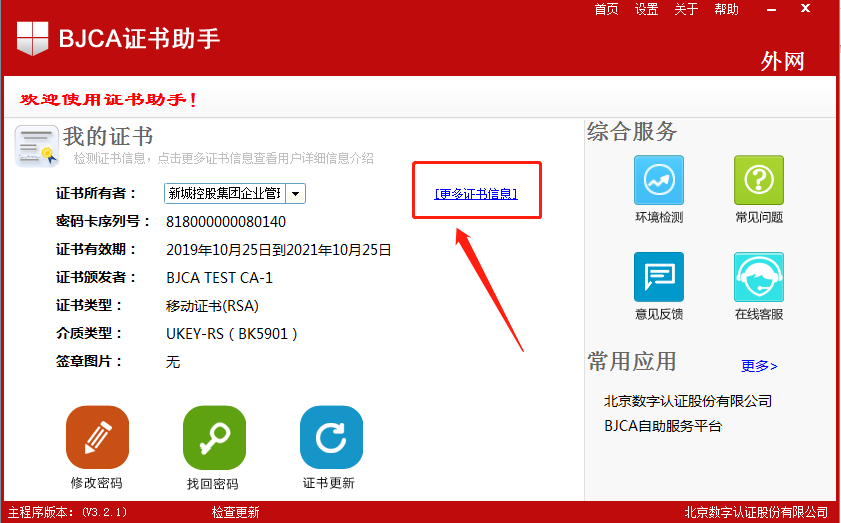 首页 设置 关于 帮助
BJCA证书助手
外网
欢迎使用证书助手!
我的证书
检测证书信息，点击更多证书信息查看用户详细信息介绍
证书所有者： 新城控股集团企业管理
[更多证书信息]
密码卡序列号： 818000000080140
证书有效期： 2019年10月25日到2021年10月25日
证书颁发者： BJCA TEST CA-1
证书类型： 移动证书(RSA)
介质类型： UKEY-RS（BK5901）
签章图片： 无
修改密码 找回密码 证书更新
综合服务
环境检测 常见问题
意见反馈 在线客服
常用应用 更多>
北京数字认证股份有限公司
BJCA自助服务平台
主程序版本：(V3.2.1) 检查更新 北京数字认证股份有限公司